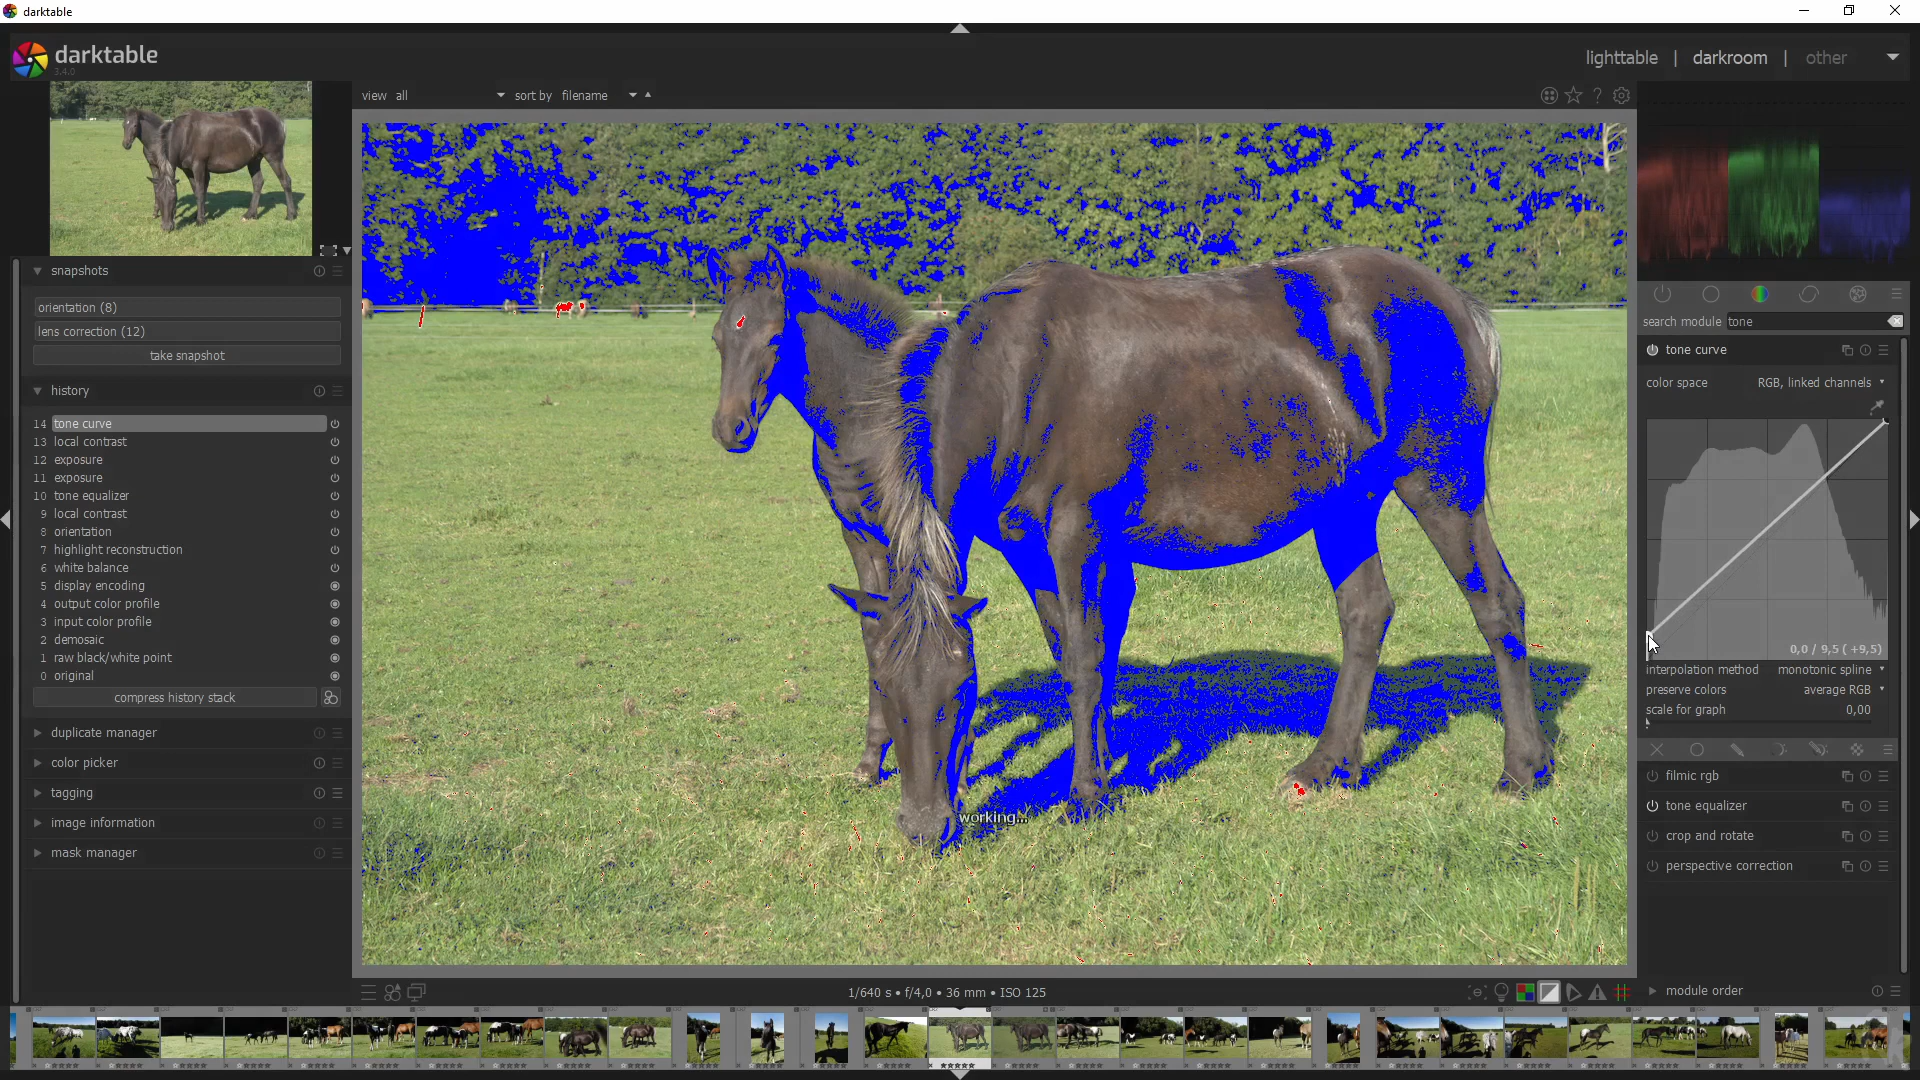 darktable
darktable
3.4.0
lighttable | darkroom | other
view all
sort by filename
?
snapshots
orientation (8)
lens correction (12)
take snapshot
history
14 tone curve
13 local contrast
12 exposure
11 exposure
10 tone equalizer
9 local contrast
8 orientation
7 highlight reconstruction
6 white balance
5 display encoding
4 output color profile
3 input color profile
2 demosaic
1 raw black/white point
0 original
compress history stack
duplicate manager
color picker
tagging
image information
mask manager
working...
1/640 s • f/4,0 • 36 mm • ISO 125
search module tone
tone curve
color space RGB, linked channels
0,0 / 9,5 ( +9,5)
interpolation method monotonic spline
preserve colors average RGB
scale for graph 0,00
filmic rgb
tone equalizer
crop and rotate
perspective correction
module order